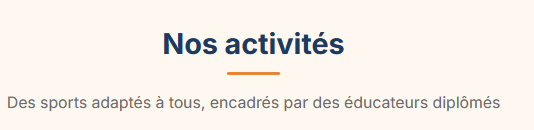 Nos activités
Des sports adaptés à tous, encadrés par des éducateurs diplômés